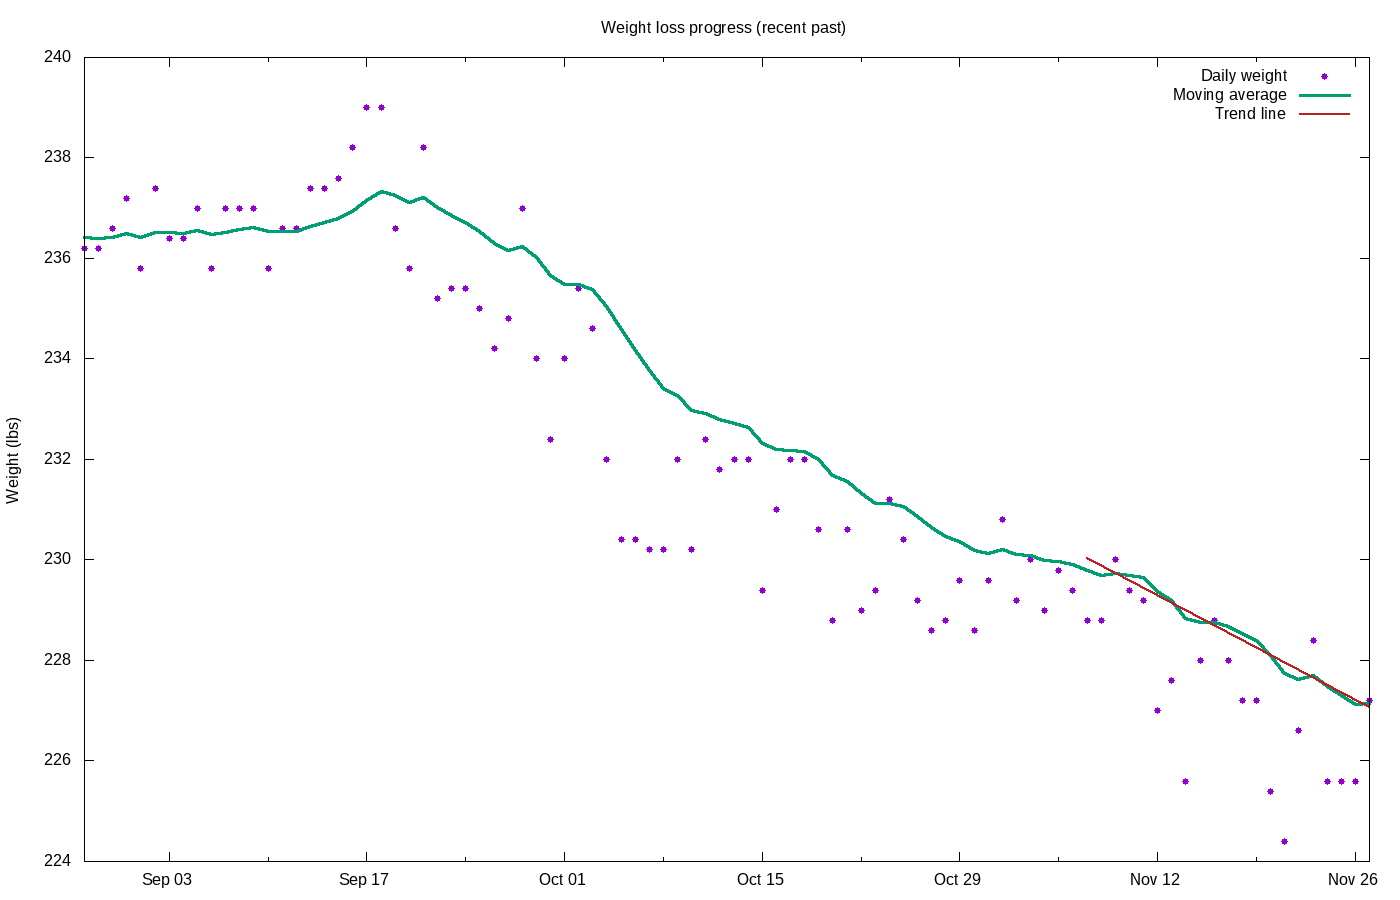 Weight loss progress (recent past)
240
238
236
234
232
230
228
226
224
Weight (lbs)
Daily weight
Moving average
Trend line
Sep 03
Sep 17
Oct 01
Oct 15
Oct 29
Nov 12
Nov 26